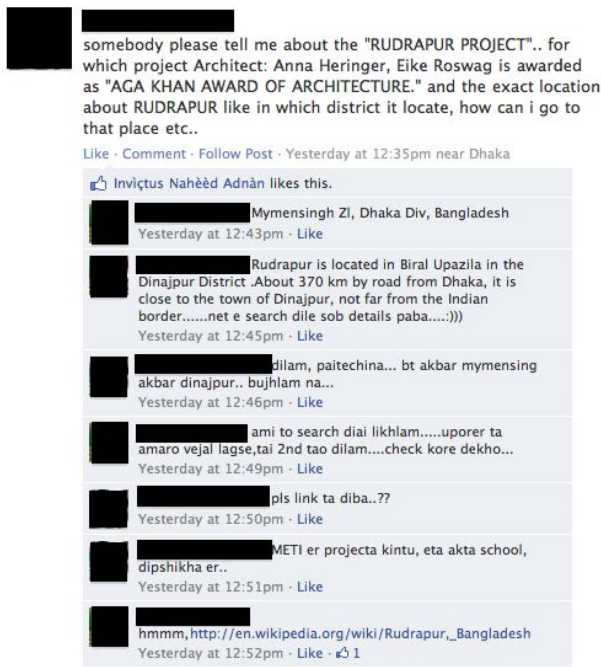 somebody please tell me about the "RUDRAPUR PROJECT".. for
which project Architect: Anna Heringer, Eike Roswag is awarded
as "AGA KHAN AWARD OF ARCHITECTURE." and the exact location
about RUDRAPUR like in which district it locate, how can i go to
that place etc..
Like · Comment · Follow Post · Yesterday at 12:35pm near Dhaka
Inviçtus Nahèèd Adnàn likes this.
Mymensingh Zl, Dhaka Div, Bangladesh
Yesterday at 12:43pm · Like
Rudrapur is located in Biral Upazila in the
Dinajpur District .About 370 km by road from Dhaka, it is
close to the town of Dinajpur, not far from the Indian
border......net e search dile sob details paba....:)))
Yesterday at 12:45pm · Like
dilam, paitechina... bt akbar mymensing
akbar dinajpur.. bujhlam na...
Yesterday at 12:46pm · Like
ami to search diai likhlam.....uporer ta
amaro vejal lagse,tai 2nd tao dilam....check kore dekho...
Yesterday at 12:49pm · Like
pls link ta diba..??
Yesterday at 12:50pm · Like
METI er projecta kintu, eta akta school,
dipshikha er..
Yesterday at 12:51pm · Like
hmmm,http://en.wikipedia.org/wiki/Rudrapur,_Bangladesh
Yesterday at 12:52pm · Like · 1